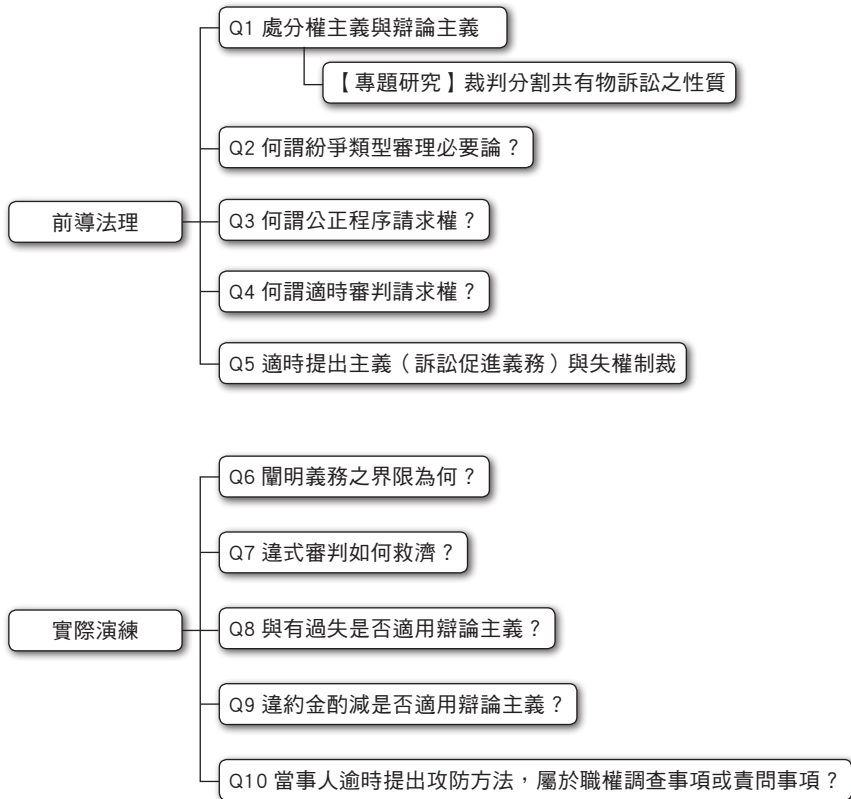 前導法理
Q1 處分權主義與辯論主義
【專題研究】裁判分割共有物訴訟之性質
Q2 何謂紛爭類型審理必要論？
Q3 何謂公正程序請求權？
Q4 何謂適時審判請求權？
Q5 適時提出主義（訴訟促進義務）與失權制裁
實際演練
Q6 闡明義務之界限為何？
Q7 違式審判如何救濟？
Q8 與有過失是否適用辯論主義？
Q9 違約金酌減是否適用辯論主義？
Q10 當事人逾時提出攻防方法，屬於職權調查事項或責問事項？